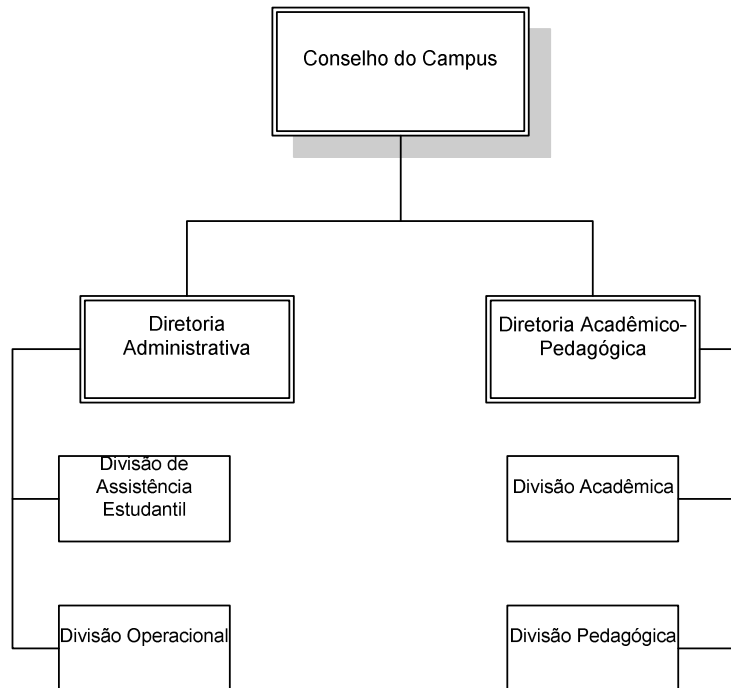 Conselho do Campus
Diretoria
Administrativa
Diretoria Acadêmico-
Pedagógica
Divisão de
Assistência
Estudantil
Divisão Acadêmica
Divisão Operacional
Divisão Pedagógica